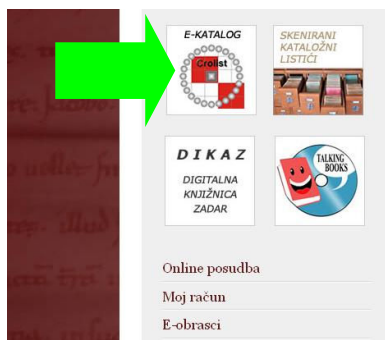 E-KATALOG
Crolist
SKENIRANI
KATALOŽNI
LISTIĆI
DIKAZ
DIGITALNA
KNJIŽNICA
ZADAR
TALKING
BOOKS
Online posudba
Moj račun
E-obrasci